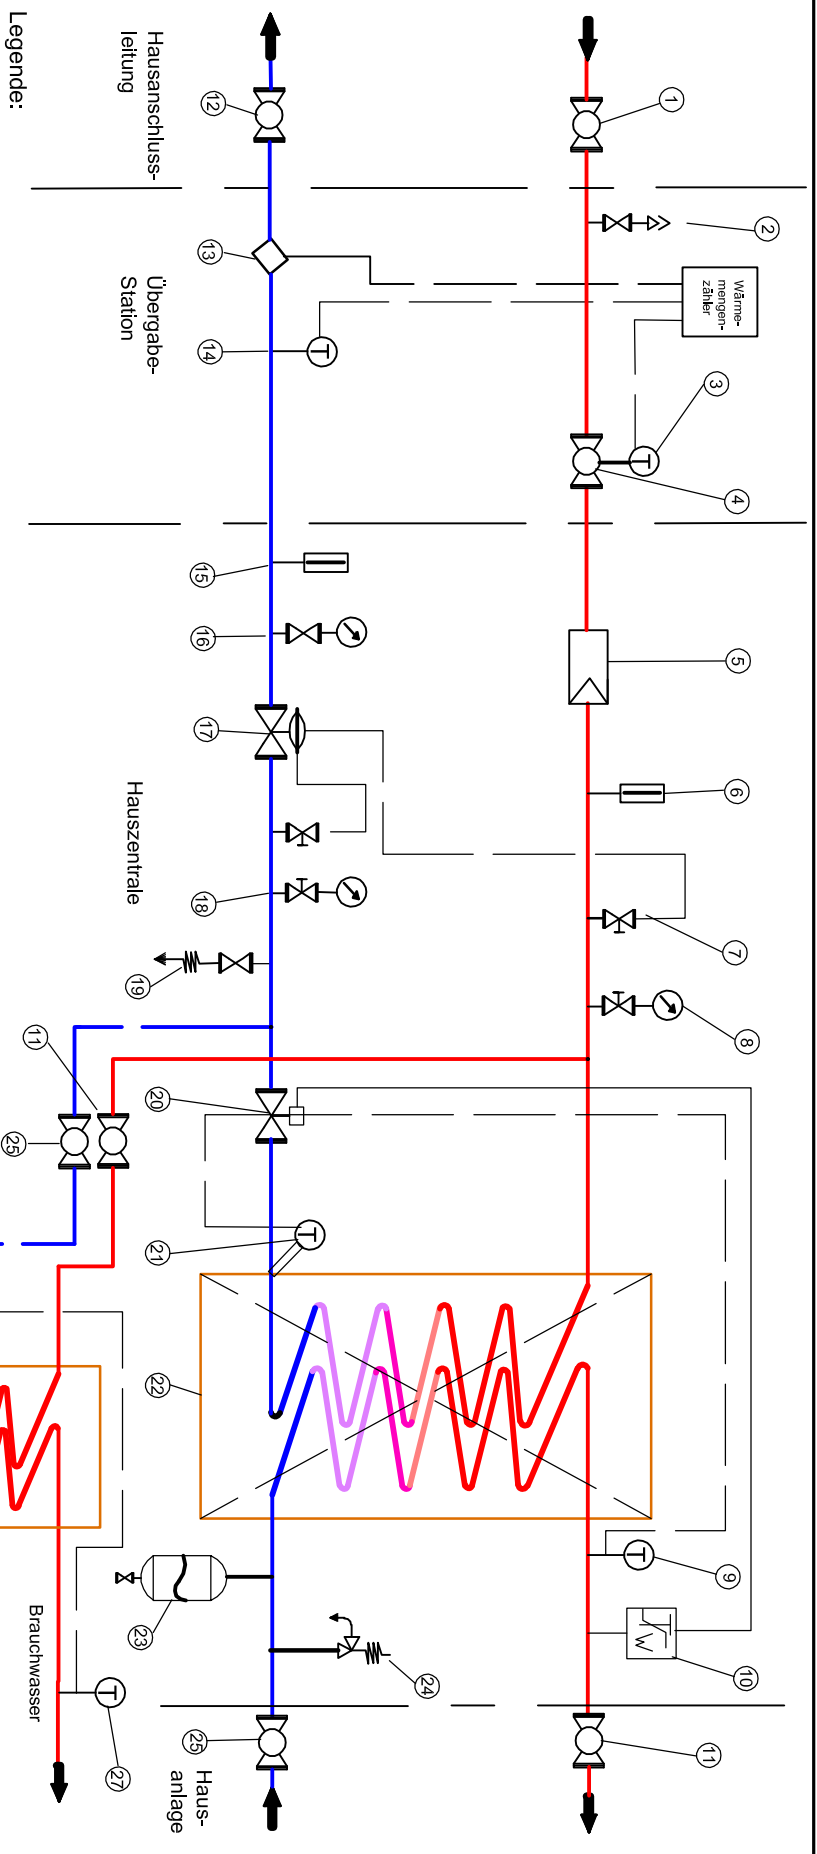 1
2
Wärme-
mengen-
zähler
3
T
4
5
6
7
8
9
T
10
W
11
12
13
14
T
15
16
17
18
19
20
21
T
22
23
24
25
11
25
27
T
Hausanschluss-
leitung
Übergabe-
Station
Hauszentrale
Haus-
anlage
Brauchwasser
Legende: